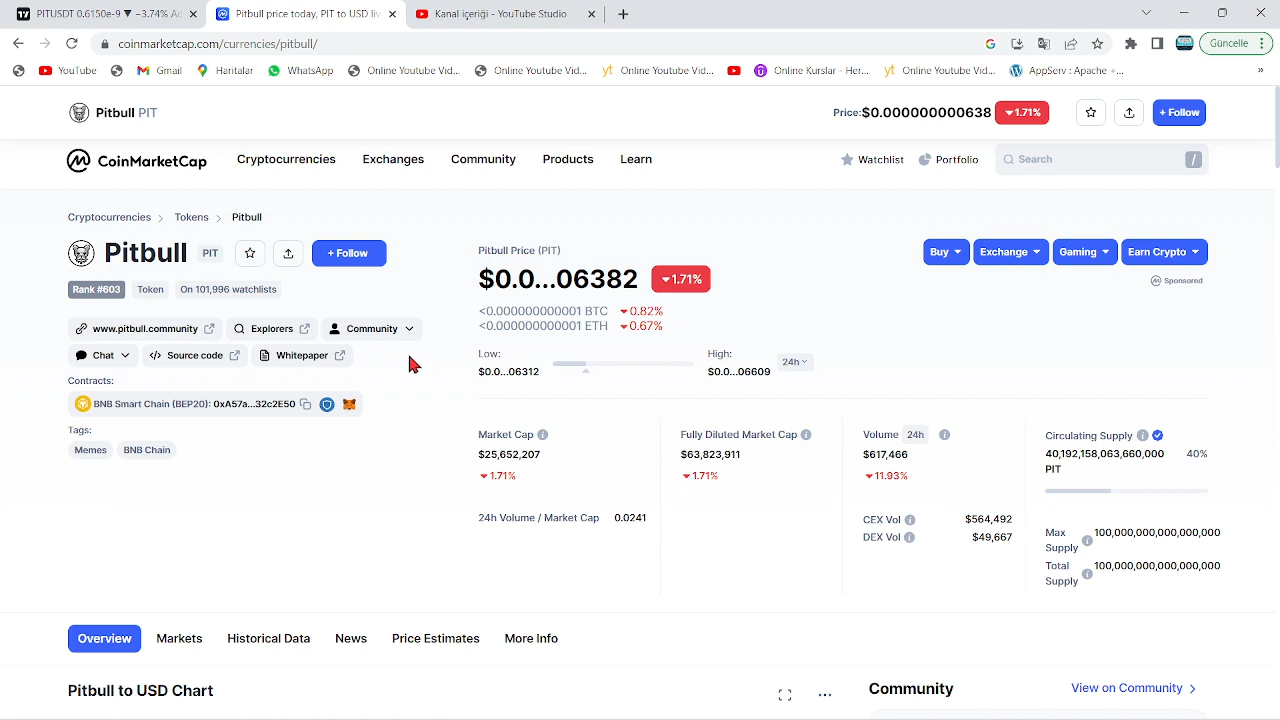 PITUSDT 0.6150e-9 ▼ −3.74% Ad
Pitbull price today, PIT to USD liv
Kanal içeriği - YouTube Studio
coinmarketcap.com/currencies/pitbull/
Güncelle
YouTube
Gmail
Haritalar
WhatsApp
Online Youtube Vid...
Online Youtube Vid...
Online Youtube Vid...
Online Kurslar - Her...
Online Youtube Vid...
AppServ : Apache +...
»
Pitbull PIT
Price:$0.000000000638 1.71%
+ Follow
CoinMarketCap
Cryptocurrencies
Exchanges
Community
Products
Learn
Watchlist
Portfolio
Search
/
Cryptocurrencies > Tokens > Pitbull
Pitbull PIT
+ Follow
Rank #603
Token
On 101,996 watchlists
www.pitbull.community
Explorers
Community
Chat
Source code
Whitepaper
Contracts:
BNB Smart Chain (BEP20): 0xA57a...32c2E50
Tags:
Memes
BNB Chain
Pitbull Price (PIT)
$0.0...06382 1.71%
<0.000000000001 BTC 0.82%
<0.000000000001 ETH 0.67%
Low:
$0.0...06312
High:
$0.0...06609
24h
Buy
Exchange
Gaming
Earn Crypto
Sponsored
Market Cap
$25,652,207
1.71%
24h Volume / Market Cap 0.0241
Fully Diluted Market Cap
$63,823,911
1.71%
Volume 24h
$617,466
11.93%
CEX Vol $564,492
DEX Vol $49,667
Circulating Supply
40,192,158,063,660,000 40%
PIT
Max 100,000,000,000,000,000
Supply
Total 100,000,000,000,000,000
Supply
Overview
Markets
Historical Data
News
Price Estimates
More Info
Pitbull to USD Chart
Community
View on Community >